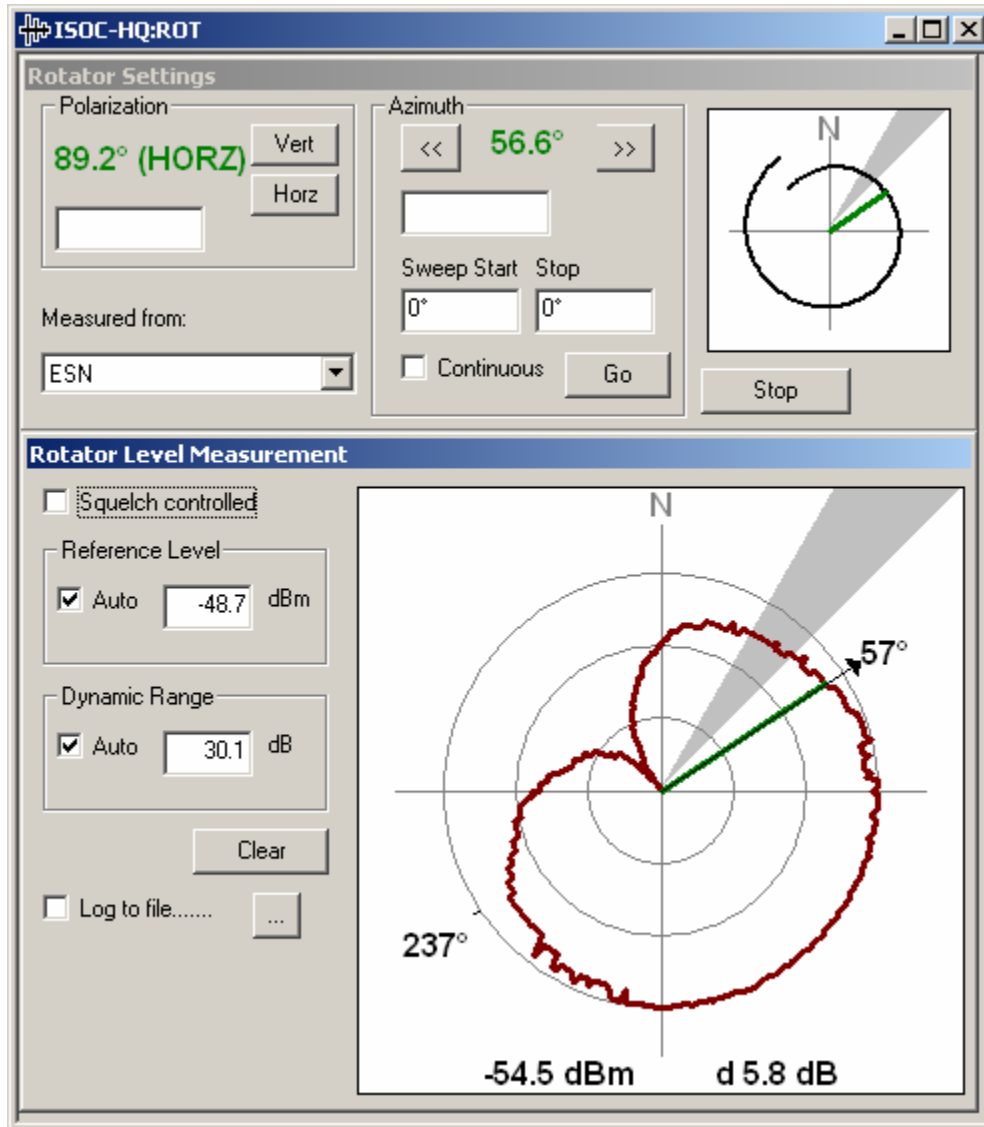 ISOC-HQ:ROT
Rotator Settings
Polarization
89.2° (HORZ)
Vert
Horz
Measured from:
ESN
Azimuth
<<
56.6°
>>
Sweep Start Stop
0° 0°
Continuous
Go
N
Stop
Rotator Level Measurement
Squelch controlled
Reference Level
Auto -48.7 dBm
Dynamic Range
Auto 30.1 dB
Clear
Log to file.......
...
N
57°
237°
-54.5 dBm d 5.8 dB